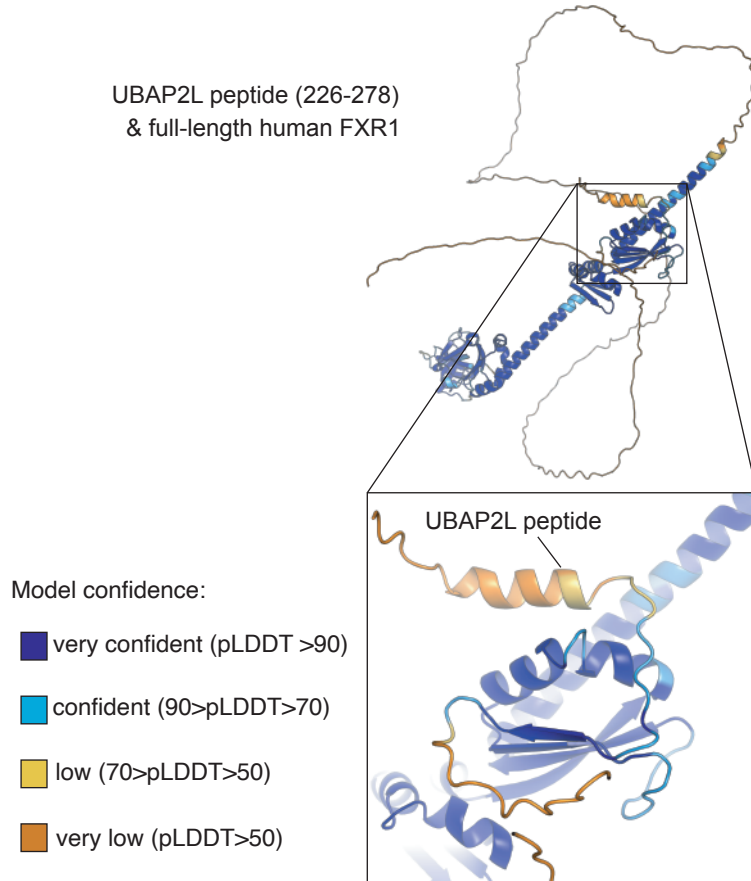 UBAP2L peptide (226-278)
& full-length human FXR1
UBAP2L peptide
Model confidence:
very confident (pLDDT >90)
confident (90>pLDDT>70)
low (70>pLDDT>50)
very low (pLDDT>50)